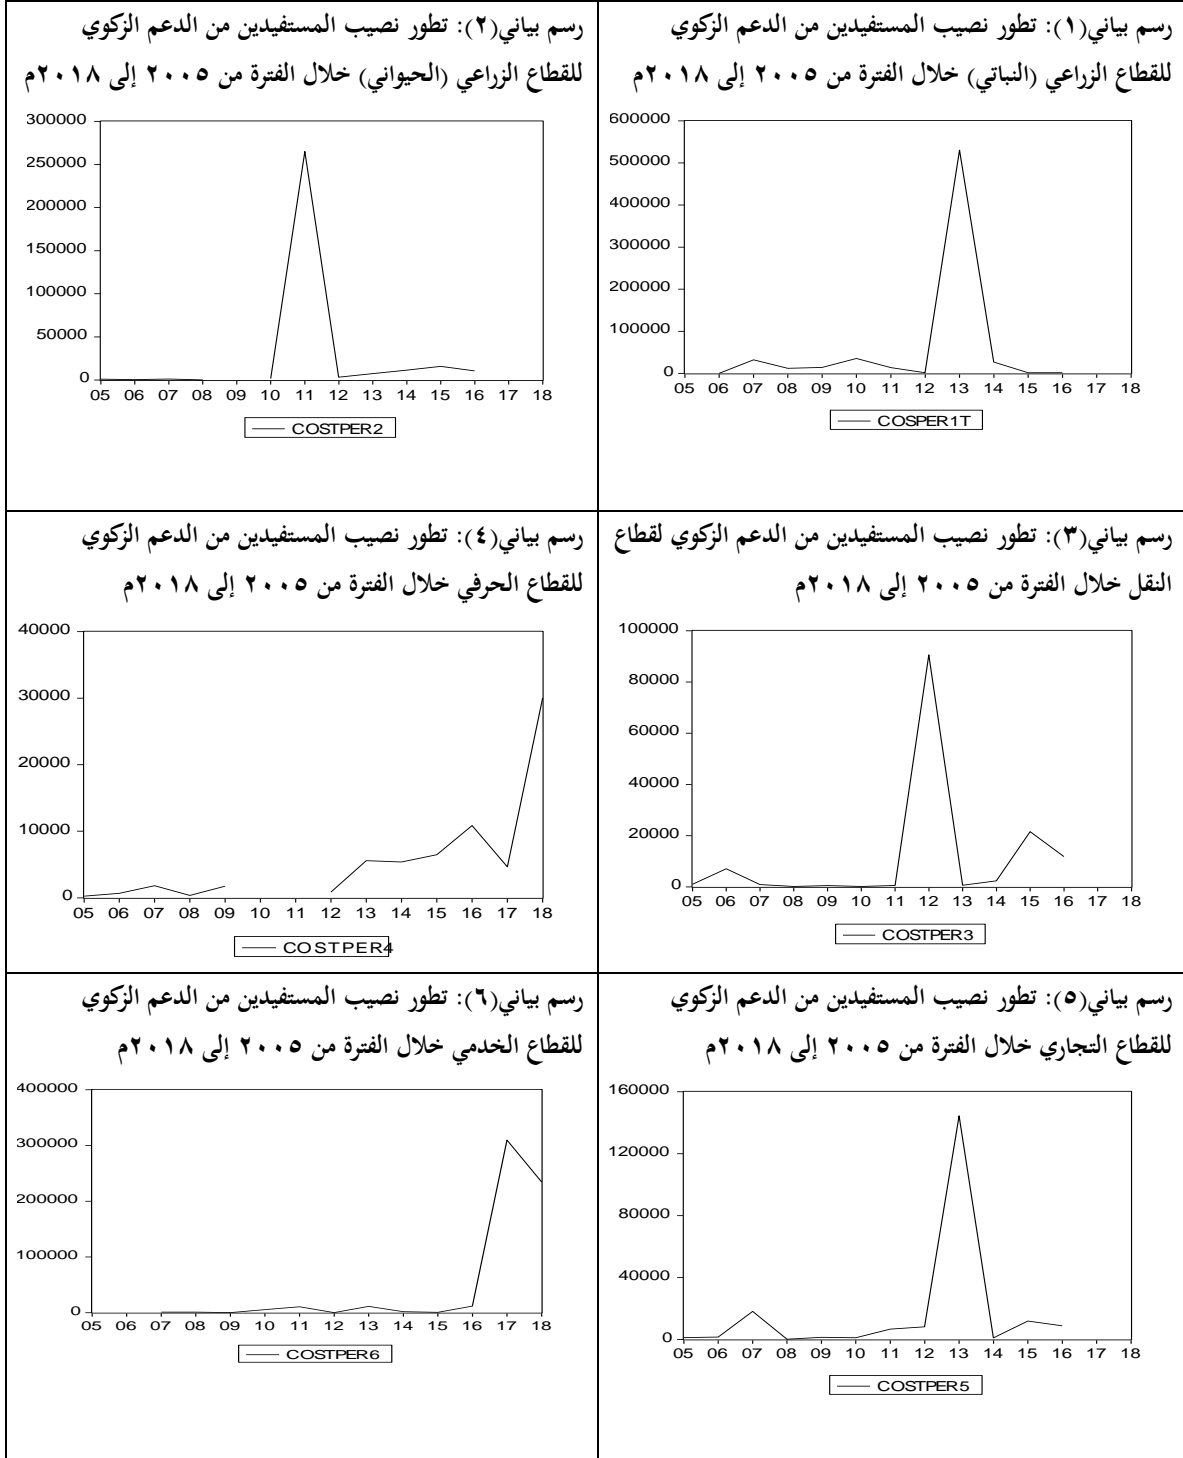 رسم بياني(١): تطور نصيب المستفيدين من الدعم الزكوي
للقطاع الزراعي (النباتي) خلال الفترة من ٢٠٠٥ إلى ٢٠١٨م
600000
500000
400000
300000
200000
100000
0
05 06 07 08 09 10 11 12 13 14 15 16 17 18
COSPER1T
رسم بياني(٢): تطور نصيب المستفيدين من الدعم الزكوي
للقطاع الزراعي (الحيواني) خلال الفترة من ٢٠٠٥ إلى ٢٠١٨م
300000
250000
200000
150000
100000
50000
0
05 06 07 08 09 10 11 12 13 14 15 16 17 18
COSTPER2
رسم بياني(٣): تطور نصيب المستفيدين من الدعم الزكوي لقطاع
النقل خلال الفترة من ٢٠٠٥ إلى ٢٠١٨م
100000
80000
60000
40000
20000
0
05 06 07 08 09 10 11 12 13 14 15 16 17 18
COSTPER3
رسم بياني(٤): تطور نصيب المستفيدين من الدعم الزكوي
للقطاع الحرفي خلال الفترة من ٢٠٠٥ إلى ٢٠١٨م
40000
30000
20000
10000
0
05 06 07 08 09 10 11 12 13 14 15 16 17 18
COSTPER4
رسم بياني(٥): تطور نصيب المستفيدين من الدعم الزكوي
للقطاع التجاري خلال الفترة من ٢٠٠٥ إلى ٢٠١٨م
160000
120000
80000
40000
0
05 06 07 08 09 10 11 12 13 14 15 16 17 18
COSTPER5
رسم بياني(٦): تطور نصيب المستفيدين من الدعم الزكوي
للقطاع الخدمي خلال الفترة من ٢٠٠٥ إلى ٢٠١٨م
400000
300000
200000
100000
0
05 06 07 08 09 10 11 12 13 14 15 16 17 18
COSTPER6